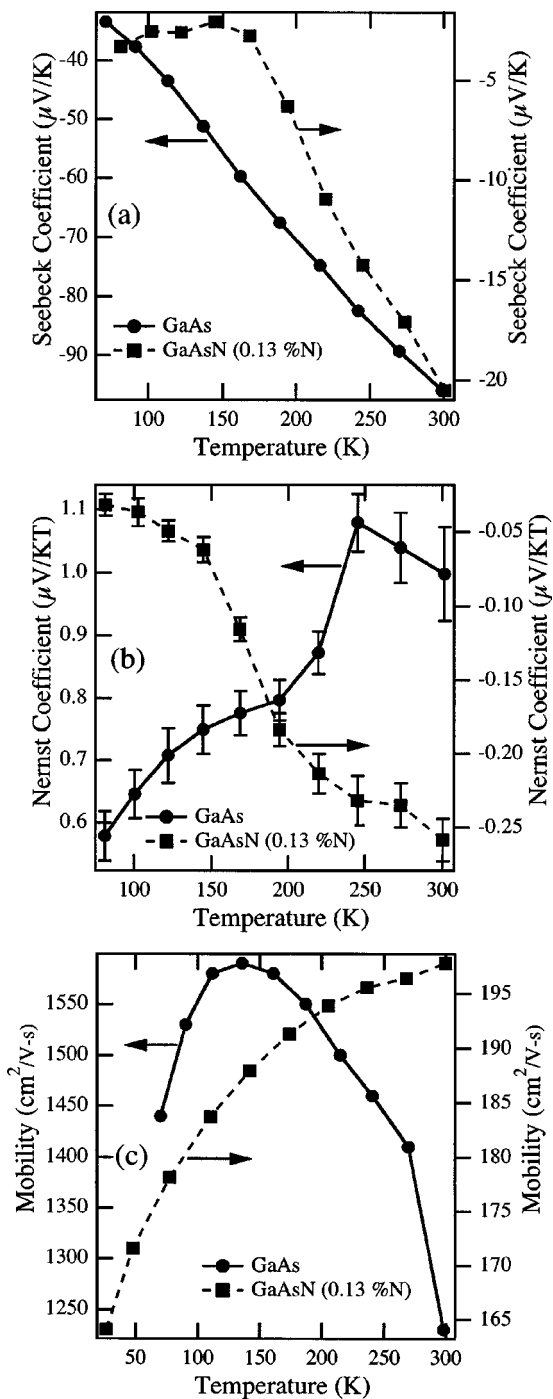 (a)
Seebeck Coefficient (µV/K)
-40
-50
-60
-70
-80
-90
Seebeck Coefficient (µV/K)
-5
-10
-15
-20
GaAs
GaAsN (0.13 %N)
100 150 200 250 300
Temperature (K)
(b)
Nernst Coefficient (µV/KT)
1.1
1.0
0.9
0.8
0.7
0.6
Nernst Coefficient (µV/KT)
-0.05
-0.10
-0.15
-0.20
-0.25
GaAs
GaAsN (0.13 %N)
100 150 200 250 300
Temperature (K)
(c)
Mobility (cm²/V-s)
1550
1500
1450
1400
1350
1300
1250
Mobility (cm²/V-s)
195
190
185
180
175
170
165
GaAs
GaAsN (0.13 %N)
50 100 150 200 250 300
Temperature (K)